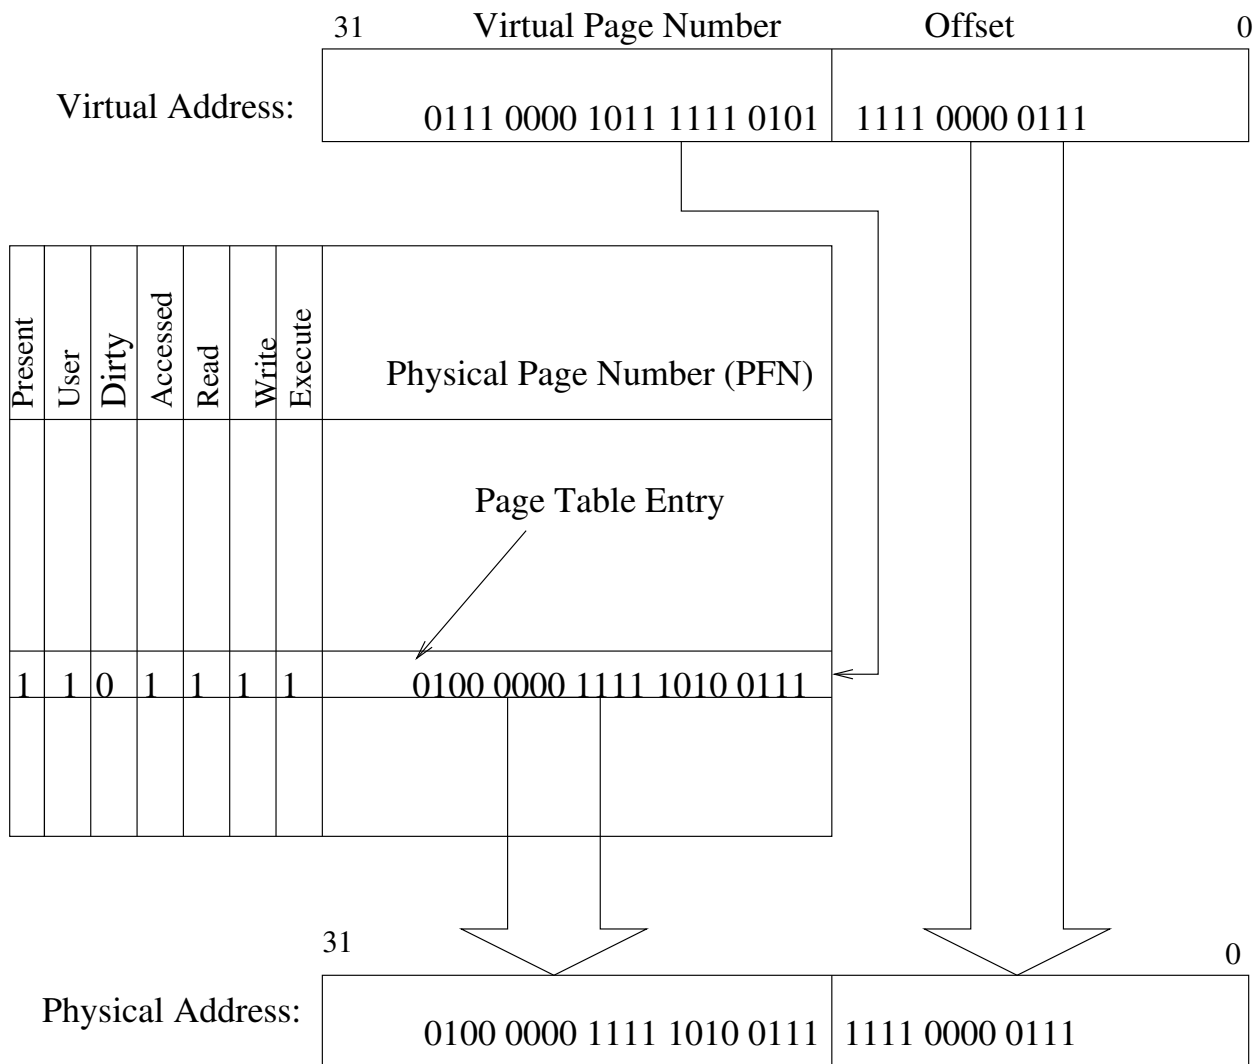 31 Virtual Page Number Offset 0
Virtual Address:
0111 0000 1011 1111 0101 1111 0000 0111
Present User Dirty Accessed Read Write Execute
Physical Page Number (PFN)
Page Table Entry
1 1 0 1 1 1 1 0100 0000 1111 1010 0111
31 0
Physical Address:
0100 0000 1111 1010 0111 1111 0000 0111